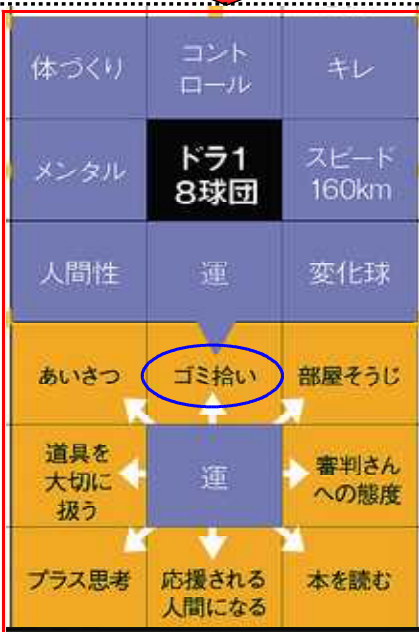 体づくり
コント
ロール
キレ
メンタル
ドラ1
8球団
スピード
160km
人間性
運
変化球
あいさつ
ゴミ拾い
部屋そうじ
道具を
大切に
扱う
運
審判さん
への態度
プラス思考
応援される
人間になる
本を読む